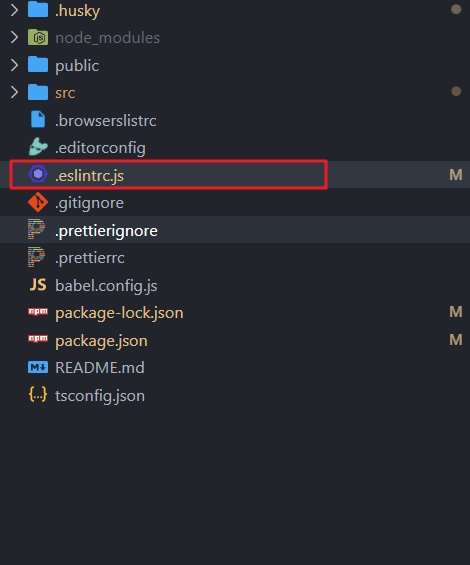 .husky
node_modules
public
src
.browserslistrc
.editorconfig
.eslintrc.js M
.gitignore
.prettierignore
.prettierrc
JS babel.config.js
npm package-lock.json M
npm package.json M
README.md
{..} tsconfig.json